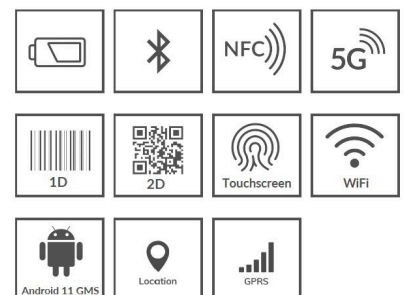 NFC
5G
1D
2D
Touchscreen
WiFi
Android 11 GMS
Location
GPRS